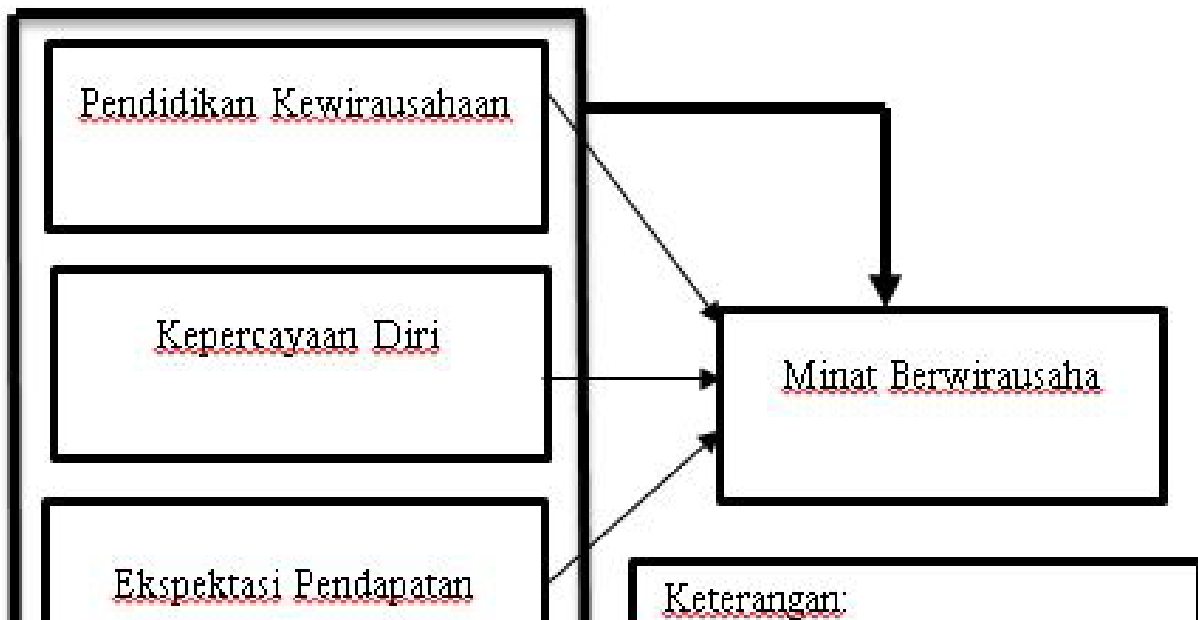 Pendidikan Kewirausahaan
Kepercayaan Diri
Minat Berwirausaha
Ekspektasi Pendapatan
Keterangan: